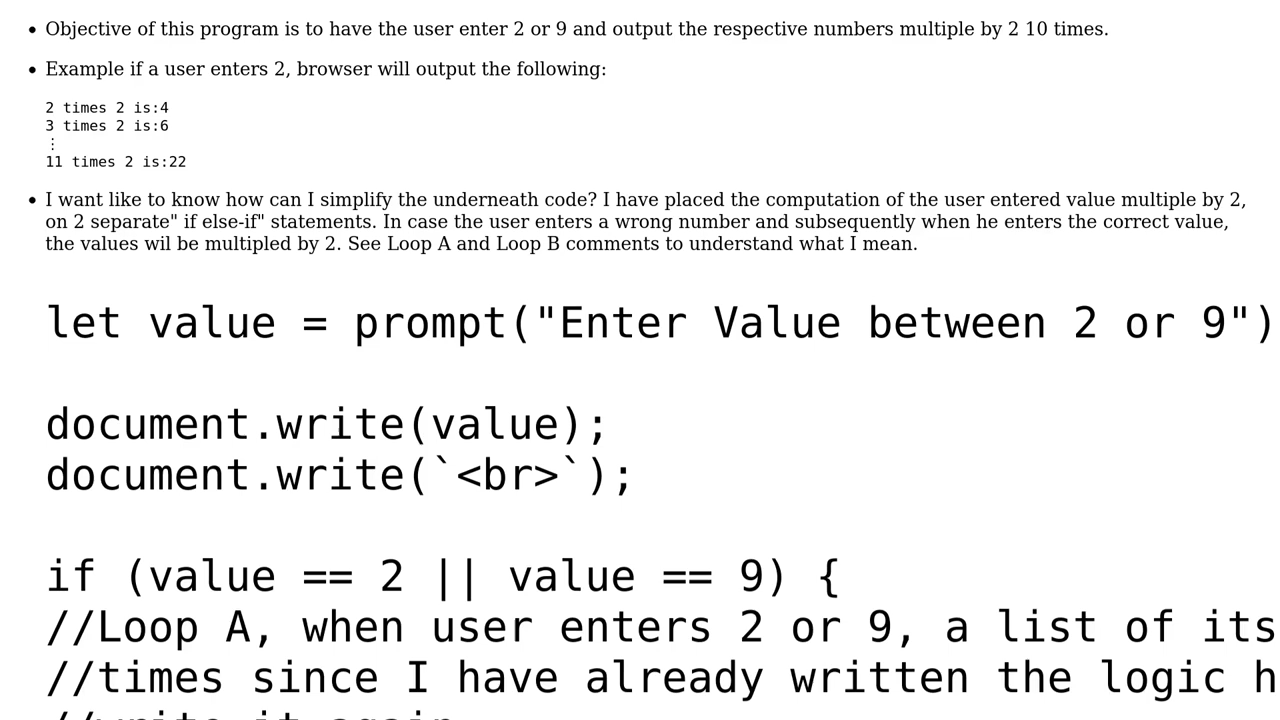 • Objective of this program is to have the user enter 2 or 9 and output the respective numbers multiple by 2 10 times.
• Example if a user enters 2, browser will output the following:
2 times 2 is:4
3 times 2 is:6
⋮
11 times 2 is:22
• I want like to know how can I simplify the underneath code? I have placed the computation of the user entered value multiple by 2,
on 2 separate" if else-if" statements. In case the user enters a wrong number and subsequently when he enters the correct value,
the values wil be multipled by 2. See Loop A and Loop B comments to understand what I mean.
let value = prompt("Enter Value between 2 or 9")
document.write(value);
document.write(`<br>`);
if (value == 2 || value == 9) {
//Loop A, when user enters 2 or 9, a list of its
//times since I have already written the logic h
//write it again